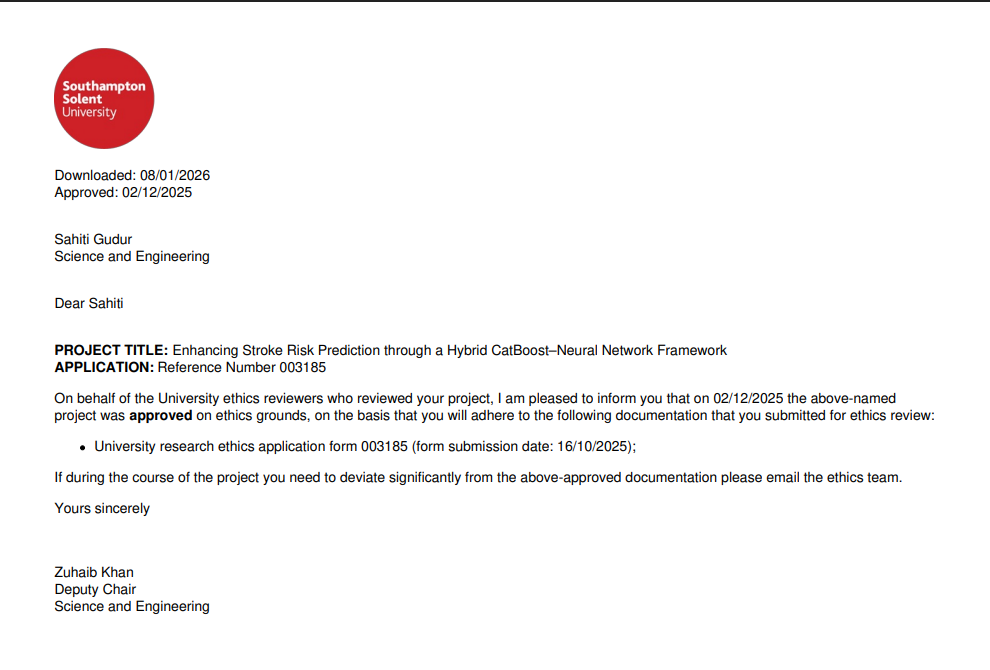 Southampton
Solent
University
Downloaded: 08/01/2026
Approved: 02/12/2025
Sahiti Gudur
Science and Engineering
Dear Sahiti
PROJECT TITLE: Enhancing Stroke Risk Prediction through a Hybrid CatBoost–Neural Network Framework
APPLICATION: Reference Number 003185
On behalf of the University ethics reviewers who reviewed your project, I am pleased to inform you that on 02/12/2025 the above-named
project was approved on ethics grounds, on the basis that you will adhere to the following documentation that you submitted for ethics review:
• University research ethics application form 003185 (form submission date: 16/10/2025);
If during the course of the project you need to deviate significantly from the above-approved documentation please email the ethics team.
Yours sincerely
Zuhaib Khan
Deputy Chair
Science and Engineering